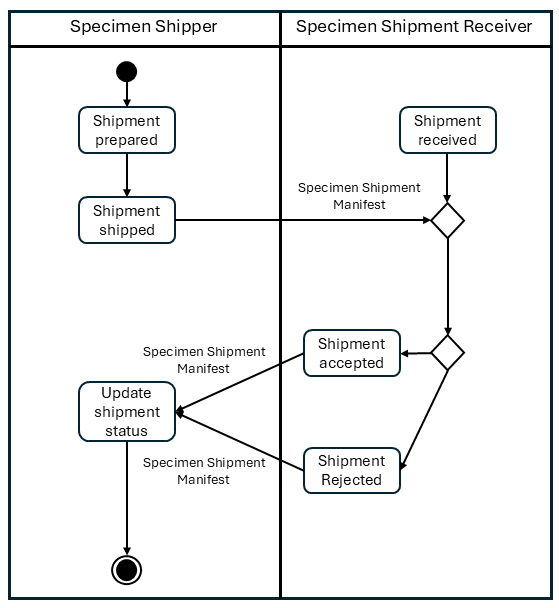 Specimen Shipper
Specimen Shipment Receiver
Shipment
prepared
Shipment
received
Specimen Shipment
Manifest
Shipment
shipped
Specimen Shipment
Manifest
Shipment
accepted
Update
shipment
status
Specimen Shipment
Manifest
Shipment
Rejected